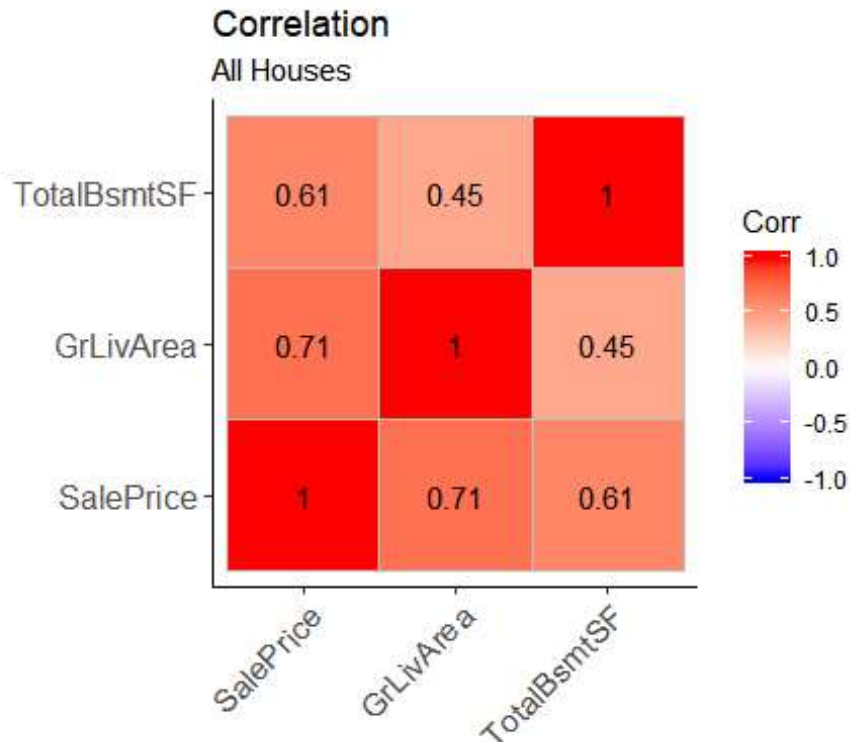 Correlation
All Houses
TotalBsmtSF 0.61 0.45 1
GrLivArea 0.71 1 0.45
SalePrice 1 0.71 0.61
SalePrice GrLivArea TotalBsmtSF
Corr
1.0
0.5
0.0
-0.5
-1.0